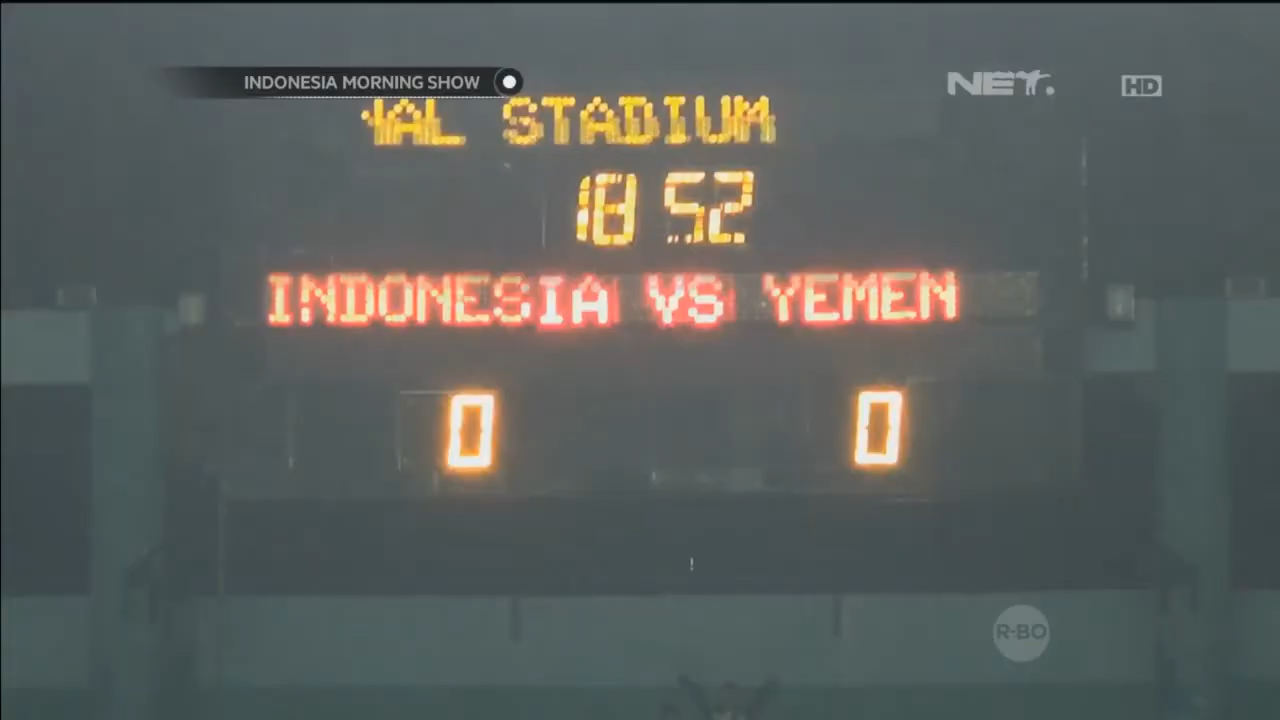 INDONESIA MORNING SHOW
NET.
HD
STADIUM
18 52
INDONESIA VS YEMEN
0 0
R-BO